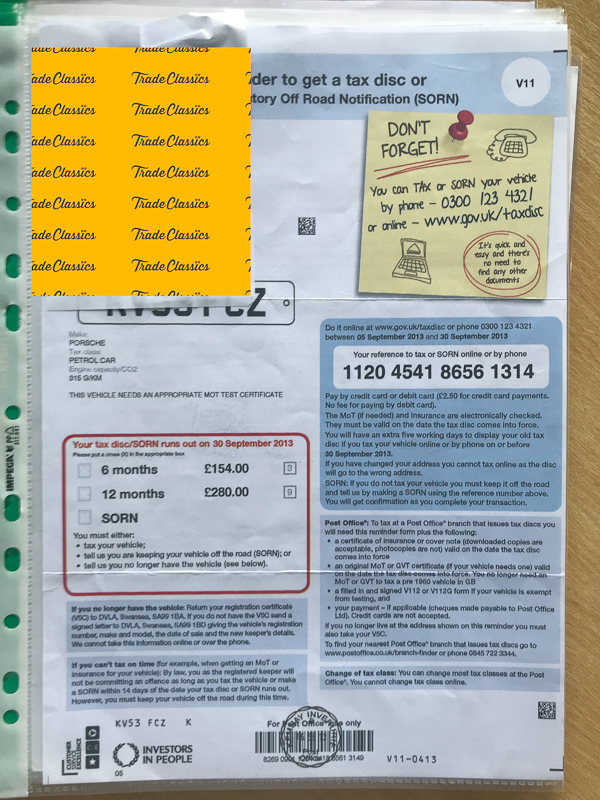 der to get a tax disc or
tory Off Road Notification (SORN)
V11
Trade Classics
DON'T
FORGET!
You can TAX or SORN your vehicle
by phone – 0300 123 4321
or online – www.gov.uk/taxdisc
It's quick and
easy and there's
no need to
find any other
documents
KV53 FCZ
Make:
PORSCHE
Tax class:
PETROL CAR
Engine capacity/CO2:
315 G/KM
THIS VEHICLE NEEDS AN APPROPRIATE MOT TEST CERTIFICATE
Do it online at www.gov.uk/taxdisc or phone 0300 123 4321
between 05 September 2013 and 30 September 2013
Your reference to tax or SORN online or by phone
1120 4541 8656 1314
Pay by credit card or debit card (£2.50 for credit card payments.
No fee for paying by debit card).
The MoT (if needed) and insurance are electronically checked.
They must be valid on the date the tax disc comes into force.
You will have an extra five working days to display your old
tax disc if you tax your vehicle online or by phone on or before
30 September 2013.
If you have changed your address you cannot tax online as the disc
will go to the wrong address.
SORN: If you do not tax your vehicle you must keep it off the road
and tell us by making a SORN using the reference number above.
You will get confirmation as you complete your transaction.
Your tax disc/SORN runs out on 30 September 2013
Please put a cross (X) in the appropriate box
6 months £154.00 3
12 months £280.00 9
SORN
You must either:
• tax your vehicle;
• tell us you are keeping your vehicle off the road (SORN); or
• tell us you no longer have the vehicle (see below).
Post Office®: To tax at a Post Office® branch that issues tax discs you
will need this reminder form plus the following:
• a certificate of insurance or cover note (downloaded copies are
acceptable, photocopies are not) valid on the date the tax disc
comes into force
• an original MoT or GVT certificate (if your vehicle needs one) valid
on the date the tax disc comes into force. You no longer need an
MoT or GVT to tax a pre 1960 vehicle in GB
• a filled in and signed V112 or V112G form if your vehicle is exempt
from testing, and
• your payment – if applicable (cheques made payable to Post Office
Ltd). Credit cards are not accepted.
If you no longer live at the address shown on this reminder you must
also take your V5C.
To find your nearest Post Office® branch that issues tax discs go to
www.postoffice.co.uk/branch-finder or phone 0845 722 3344.
If you no longer have the vehicle: Return your registration certificate
(V5C) to DVLA, Swansea, SA99 1BA. If you do not have the V5C send a
signed letter to DVLA, Swansea, SA99 1BD giving the vehicle's registration
number, make and model, the date of sale and the new keeper's details.
We cannot take this information online or over the phone.
If you can't tax on time (for example, when getting an MoT or
insurance for your vehicle): By law, you as the registered keeper will
not be committing an offence as long as you tax the vehicle or make
a SORN within 14 days of the date your tax disc or SORN runs out.
However, you must keep your vehicle off the road during this time.
Change of tax class: You can change most tax classes at the Post
Office®. You cannot change tax class online.
KV53 FCZ K
CUSTOMER
SERVICE
EXCELLENCE
INVESTORS
IN PEOPLE
05
For Post Office® use only
V11-0413
IMPEGA